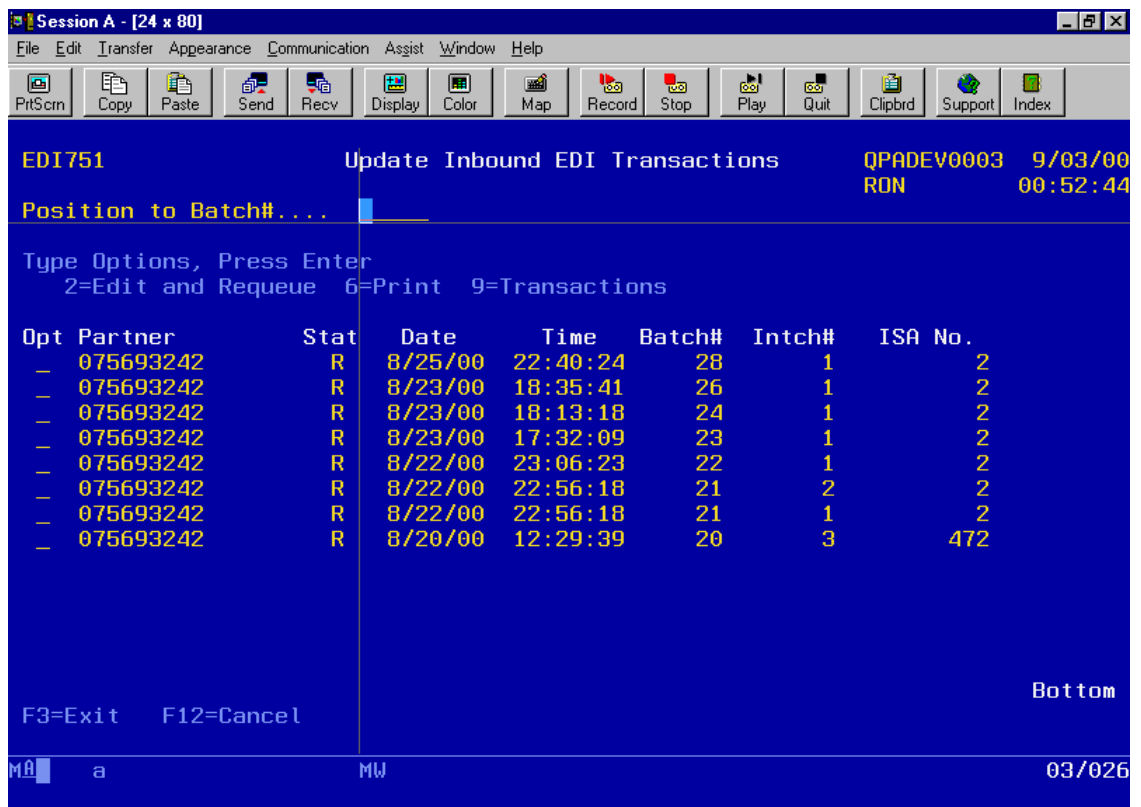 Session A - [24 x 80]
File Edit Transfer Appearance Communication Assist Window Help
PrtScrn Copy Paste Send Recv Display Color Map Record Stop Play Quit Clipbrd Support Index
EDI751 Update Inbound EDI Transactions QPADEV0003 9/03/00
RON 00:52:44
Position to Batch#....
Type Options, Press Enter
2=Edit and Requeue 6=Print 9=Transactions
Opt Partner Stat Date Time Batch# Intch# ISA No.
_ 075693242 R 8/25/00 22:40:24 28 1 2
_ 075693242 R 8/23/00 18:35:41 26 1 2
_ 075693242 R 8/23/00 18:13:18 24 1 2
_ 075693242 R 8/23/00 17:32:09 23 1 2
_ 075693242 R 8/22/00 23:06:23 22 1 2
_ 075693242 R 8/22/00 22:56:18 21 2 2
_ 075693242 R 8/22/00 22:56:18 21 1 2
_ 075693242 R 8/20/00 12:29:39 20 3 472
Bottom
F3=Exit F12=Cancel
MA a MW 03/026